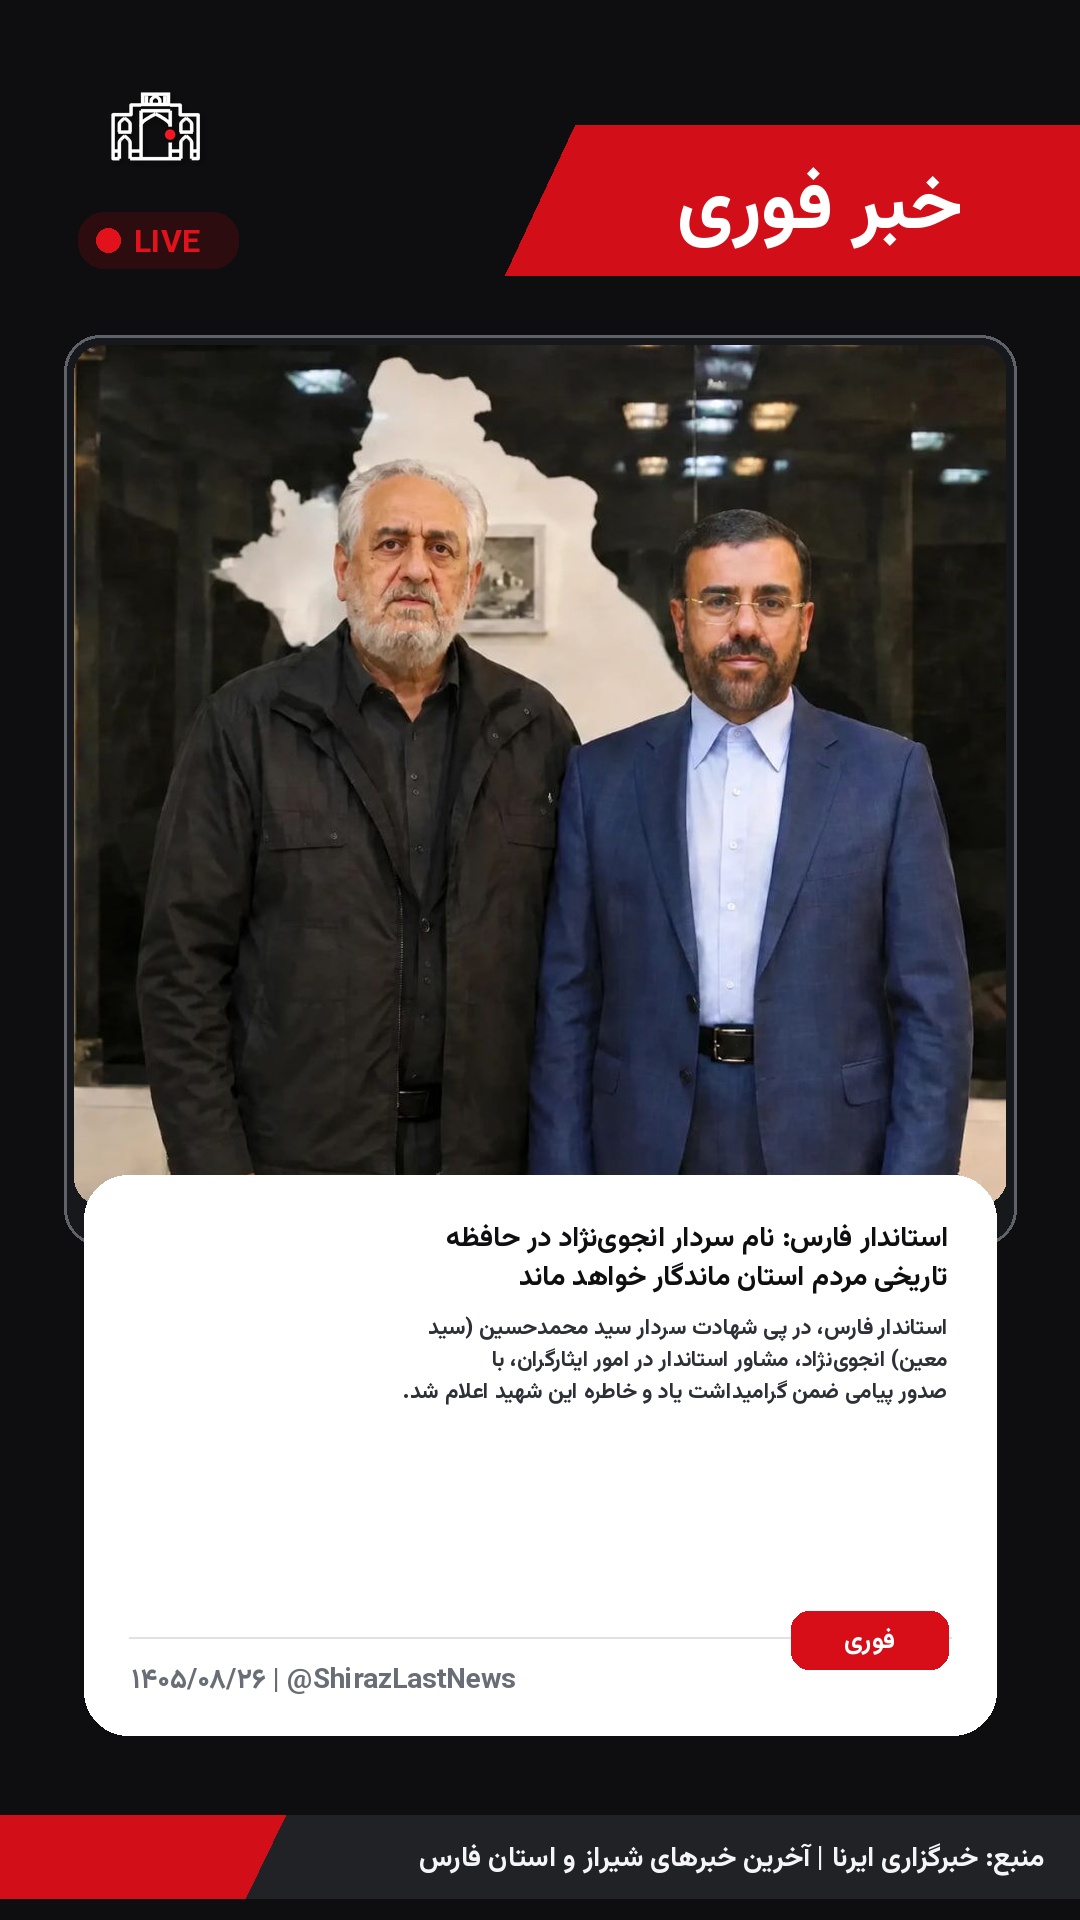 خبر فوری
LIVE
استاندار فارس: نام سردار انجوی‌نژاد در حافظه
تاریخی مردم استان ماندگار خواهد ماند
استاندار فارس، در پی شهادت سردار سید محمدحسین (سید
معین) انجوی‌نژاد، مشاور استاندار در امور ایثارگران، با
صدور پیامی ضمن گرامیداشت یاد و خاطره این شهید اعلام شد.
فوری
۱۴۰۵/۰۸/۲۶ | @ShirazLastNews
منبع: خبرگزاری ایرنا | آخرین خبرهای شیراز و استان فارس